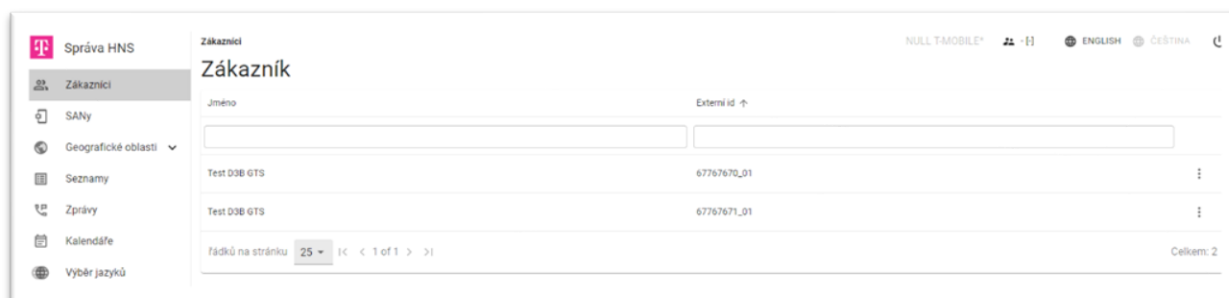 T
Správa HNS
Zákazníci
SANy
Geografické oblasti
Seznamy
Zprávy
Kalendáře
Výběr jazyků
Zákazníci
NULL T-MOBILE*
- [-]
ENGLISH
ČEŠTINA
Zákazník
Jméno Externí id ↑
Test D3B GTS 67767670_01
Test D3B GTS 67767671_01
řádků na stránku 25 |< < 1 of 1 > >| Celkem: 2